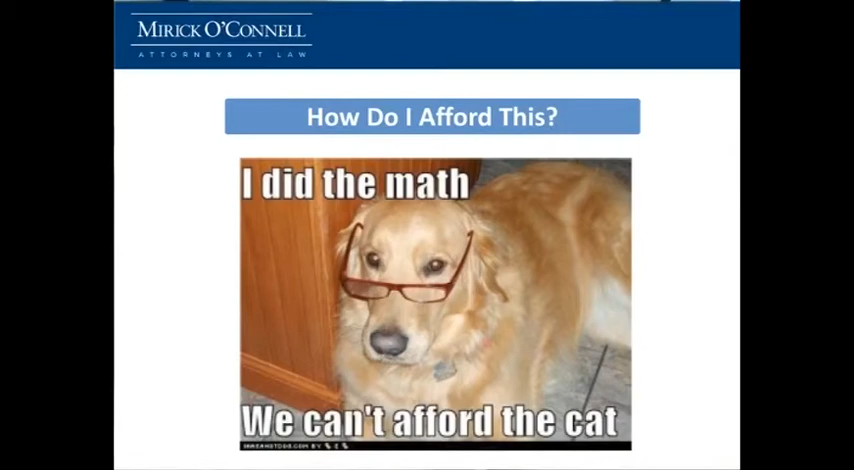 MIRICK O'CONNELL
ATTORNEYS AT LAW
How Do I Afford This?
I did the math
We can't afford the cat